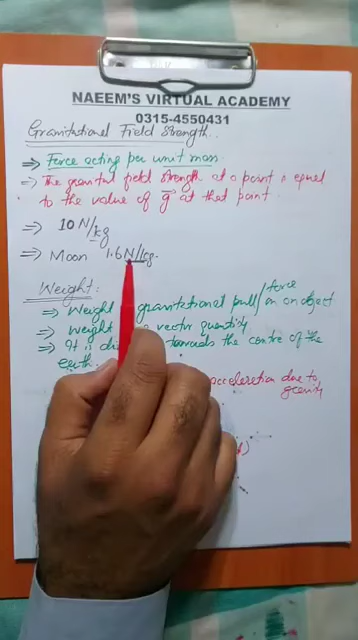 NAEEM'S VIRTUAL ACADEMY
0315-4550431
Gravitational Field Strength.
⇒ Force acting per unit mass.
⇒ The gravital field strength at a point is equal
to the value of g at that point.
⇒ 10 N/kg
⇒ Moon 1.6 N/kg.
Weight:
⇒ Weight gravitational pull/force on an object
⇒ Weight a vector quantity
⇒ It is towards the centre of the
earth.
acceleration due to
gravity